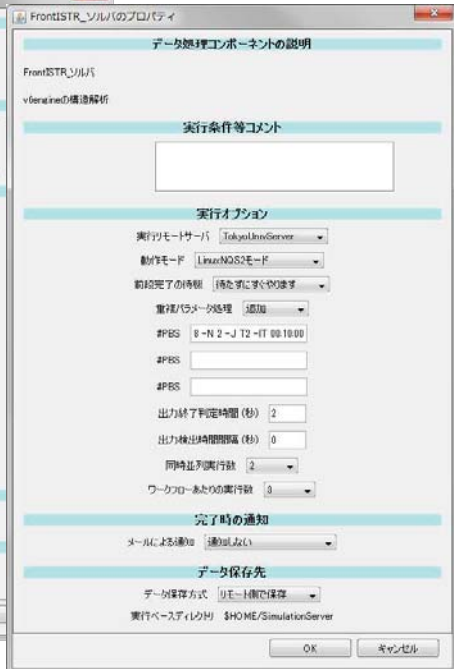 FrontISTR_ソルバのプロパティ
データ処理コンポーネントの説明
FrontISTR_ソルバ
v6engineの構造解析
実行条件等コメント
実行オプション
実行リモートサーバ TokyoUnivServer
動作モード LinuxNQS2モード
前段完了の待機 待たずにすぐやります
重複パラメータ処理 追加
#PBS 8 -N 2 -J T2 -lT 00:10:00
#PBS
#PBS
出力終了判定時間(秒) 2
出力検出時間間隔(秒) 0
同時並列実行数 2
ワークフローあたりの実行数
完了時の通知
メールによる通知 通知しない
データ保存先
データ保存方式 リモート側で保存
実行ベースディレクトリ $HOME/SimulationServer
OK キャンセル